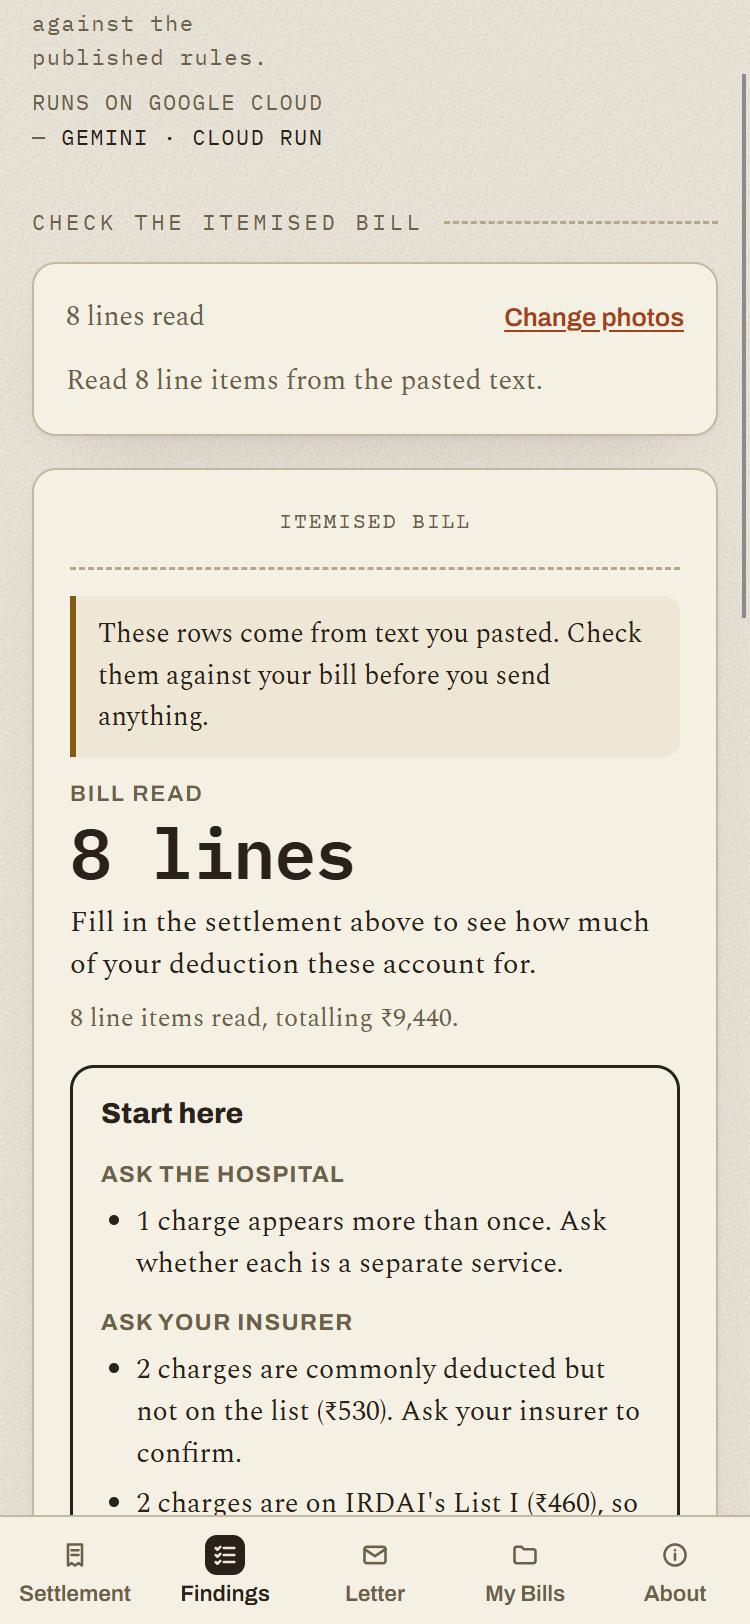 against the
published rules.
RUNS ON GOOGLE CLOUD
— GEMINI · CLOUD RUN
CHECK THE ITEMISED BILL
8 lines read
Change photos
Read 8 line items from the pasted text.
ITEMISED BILL
These rows come from text you pasted. Check
them against your bill before you send
anything.
BILL READ
8 lines
Fill in the settlement above to see how much
of your deduction these account for.
8 line items read, totalling ₹9,440.
Start here
ASK THE HOSPITAL
• 1 charge appears more than once. Ask
whether each is a separate service.
ASK YOUR INSURER
• 2 charges are commonly deducted but
not on the list (₹530). Ask your insurer to
confirm.
• 2 charges are on IRDAI's List I (₹460), so
Settlement
Findings
Letter
My Bills
About